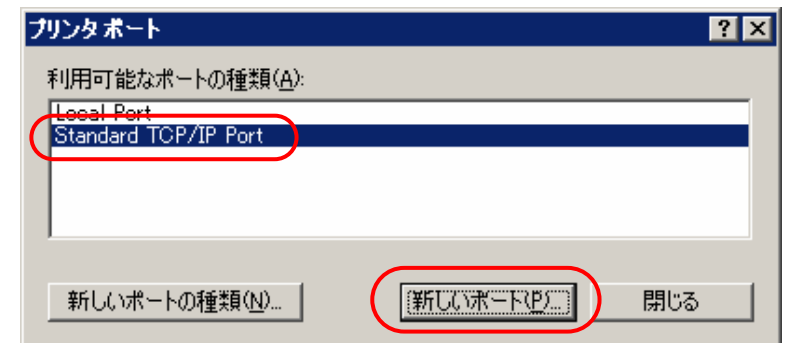 プリンタ ポート
利用可能なポートの種類(A):
Local Port
Standard TCP/IP Port
新しいポートの種類(N)... 新しいポート(P)... 閉じる